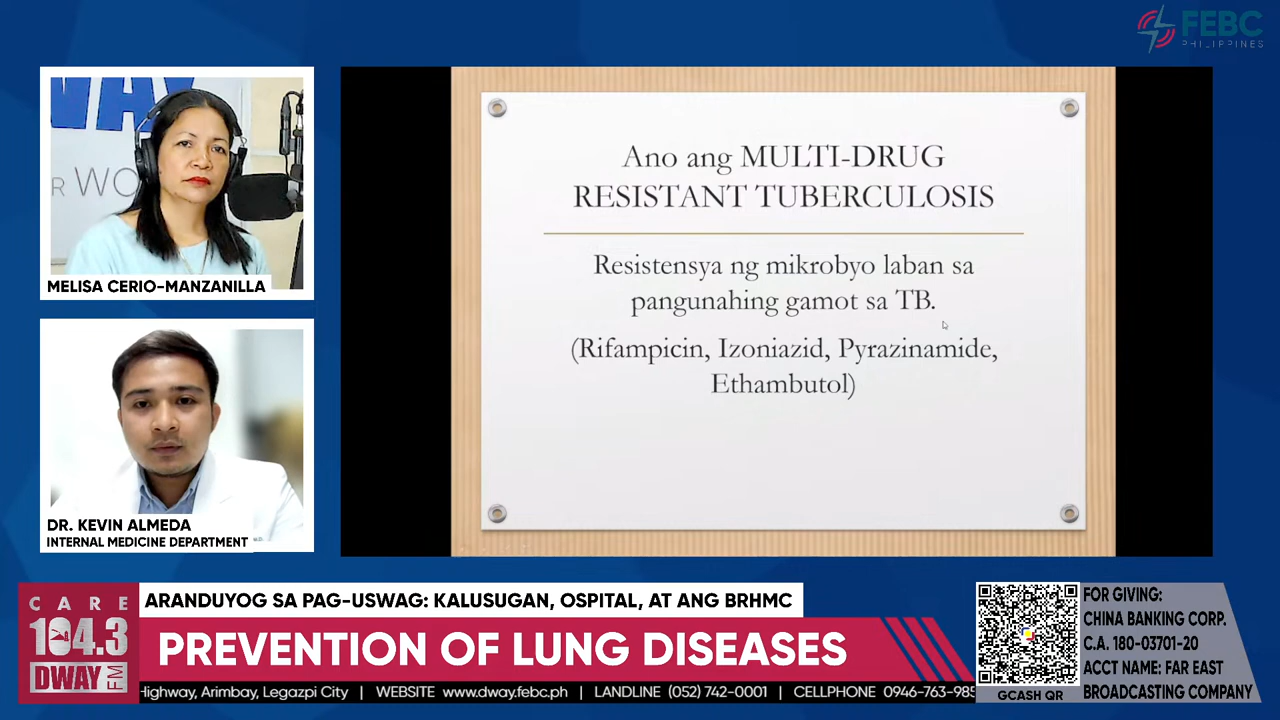 FEBC
PHILIPPINES
WAY
R WO
MELISA CERIO-MANZANILLA
DR. KEVIN ALMEDA
INTERNAL MEDICINE DEPARTMENT
Ano ang MULTI-DRUG
RESISTANT TUBERCULOSIS
Resistensya ng mikrobyo laban sa
pangunahing gamot sa TB.
(Rifampicin, Izoniazid, Pyrazinamide,
Ethambutol)
CARE
104.3
DWAY FM
ARANDUYOG SA PAG-USWAG: KALUSUGAN, OSPITAL, AT ANG BRHMC
PREVENTION OF LUNG DISEASES
Highway, Arimbay, Legazpi City | WEBSITE www.dway.febc.ph | LANDLINE (052) 742-0001 | CELLPHONE 0946-763-985
GCASH QR
FOR GIVING:
CHINA BANKING CORP.
C.A. 180-03701-20
ACCT NAME: FAR EAST
BROADCASTING COMPANY